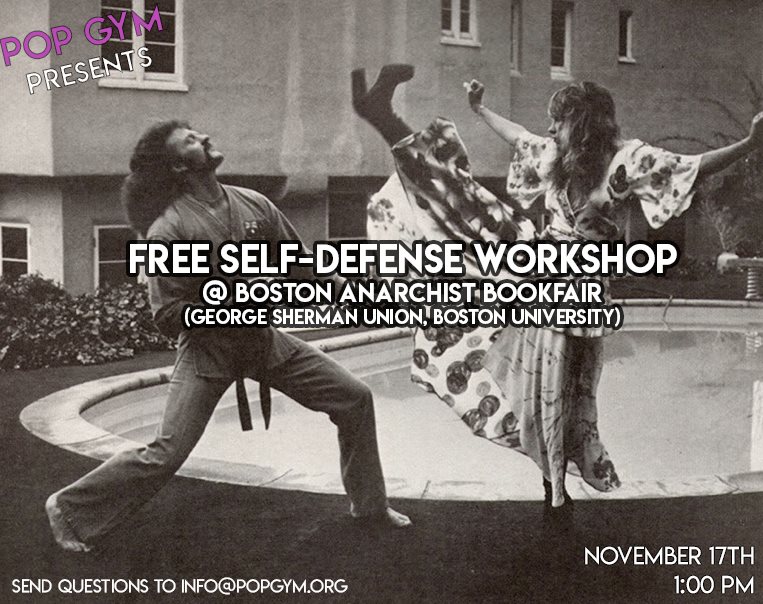 POP GYM
PRESENTS
FREE SELF-DEFENSE WORKSHOP
@ BOSTON ANARCHIST BOOKFAIR
(GEORGE SHERMAN UNION, BOSTON UNIVERSITY)
NOVEMBER 17TH
1:00 PM
SEND QUESTIONS TO INFO@POPGYM.ORG